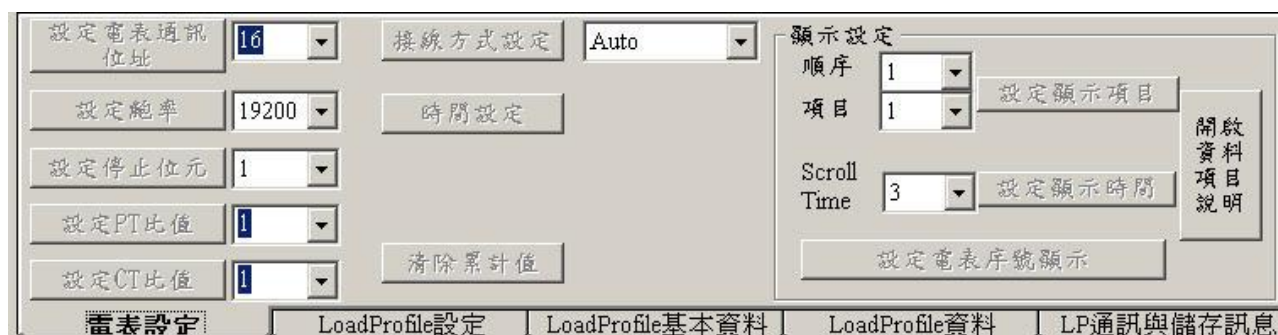 設定電表通訊
位址
16
接線方式設定
Auto
顯示設定
順序
1
項目
1
設定顯示項目
設定鮑率
19200
時間設定
開啟
資料
項目
說明
設定停止位元
1
Scroll
Time
3
設定顯示時間
設定PT比值
1
設定CT比值
1
清除累計值
設定電表序號顯示
電表設定
LoadProfile設定
LoadProfile基本資料
LoadProfile資料
LP通訊與儲存訊息